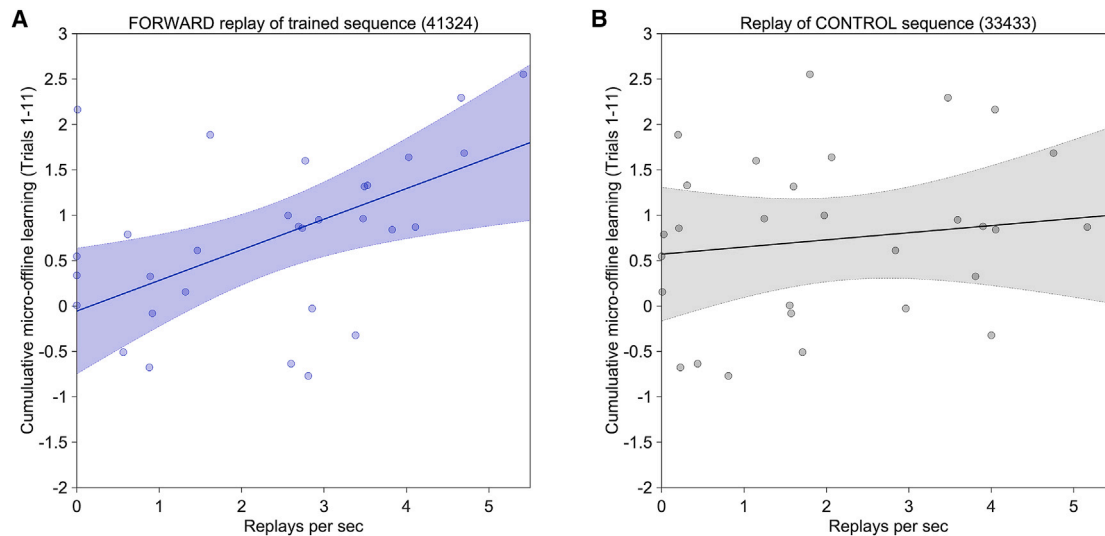 A
FORWARD replay of trained sequence (41324)
Cumuluative micro-offline learning (Trials 1-11)
3
2.5
2
1.5
1
0.5
0
-0.5
-1
-1.5
-2
0 1 2 3 4 5
Replays per sec
B
Replay of CONTROL sequence (33433)
Cumuluative micro-offline learning (Trials 1-11)
3
2.5
2
1.5
1
0.5
0
-0.5
-1
-1.5
-2
0 1 2 3 4 5
Replays per sec